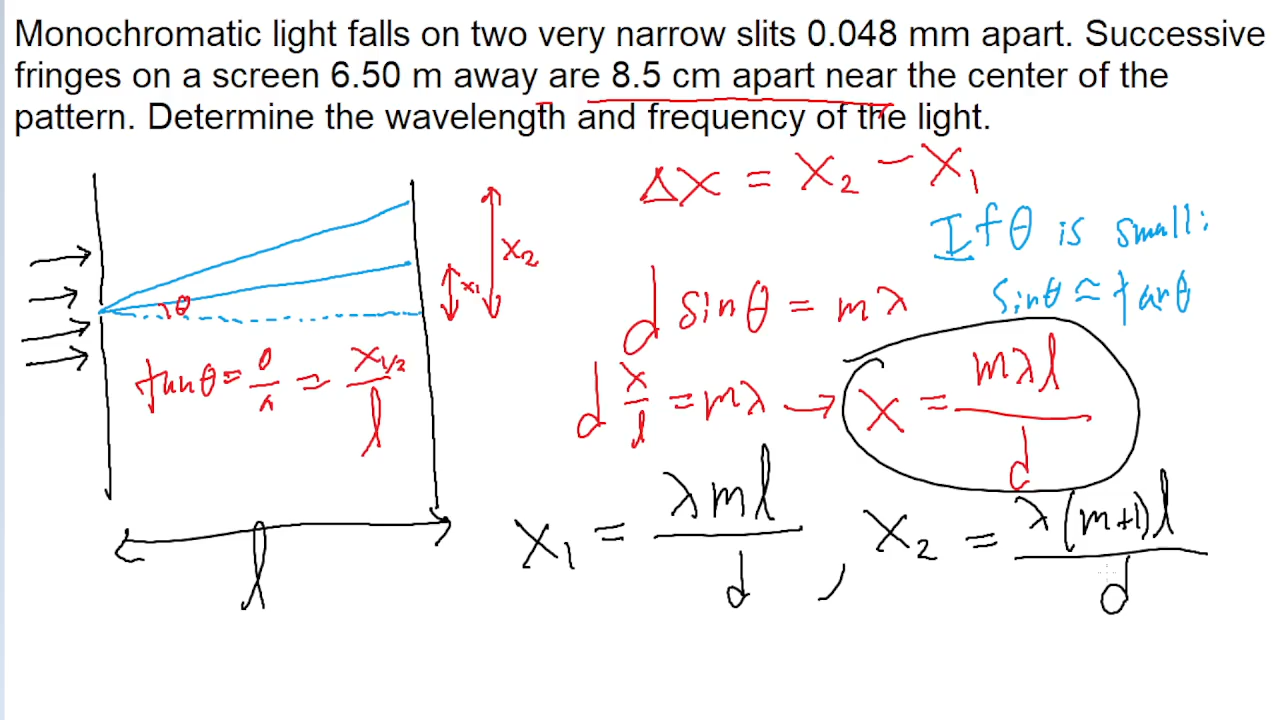 Monochromatic light falls on two very narrow slits 0.048 mm apart. Successive
fringes on a screen 6.50 m away are 8.5 cm apart near the center of the
pattern. Determine the wavelength and frequency of the light.
Δx = x₂ − x₁
If θ is small:
sinθ ≈ tanθ
x₂
x₁
θ
d sinθ = mλ
tanθ = o/a = x₁/₂/l
d x/l = mλ → x = mλl/d
x₁ = λml/d , x₂ = λ(m+1)l/d
l